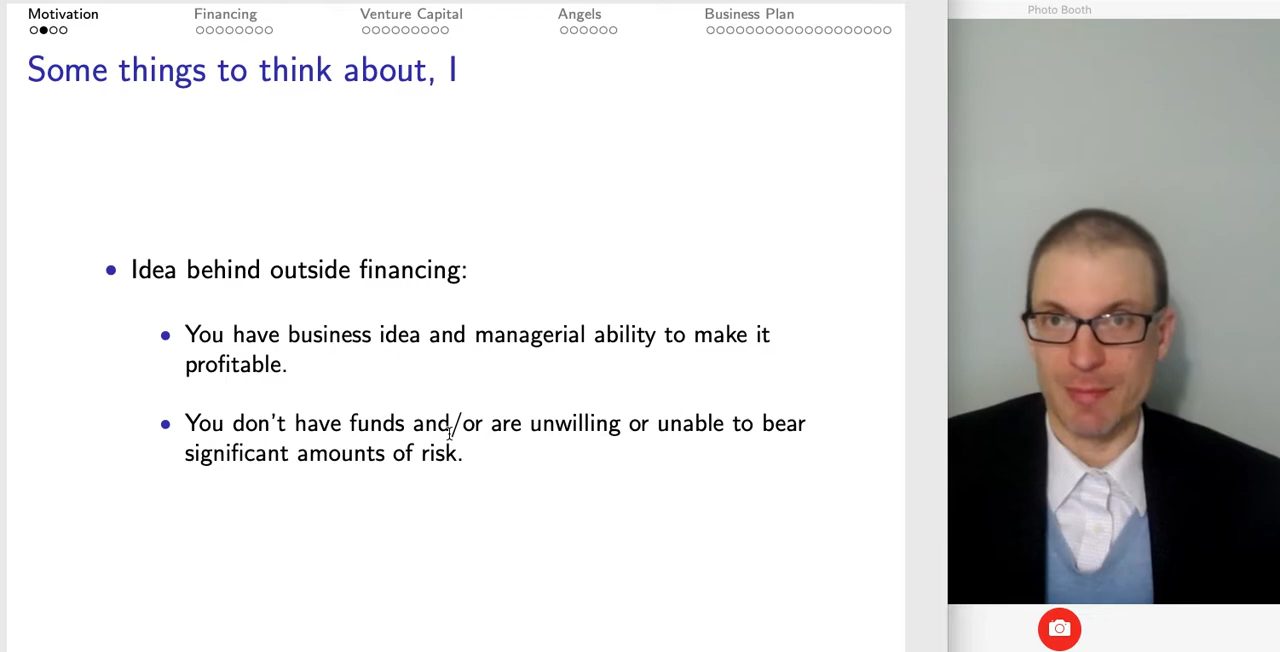 Motivation Financing Venture Capital Angels Business Plan
Photo Booth
Some things to think about, I
Idea behind outside financing:
You have business idea and managerial ability to make it
profitable.
You don't have funds and/or are unwilling or unable to bear
significant amounts of risk.